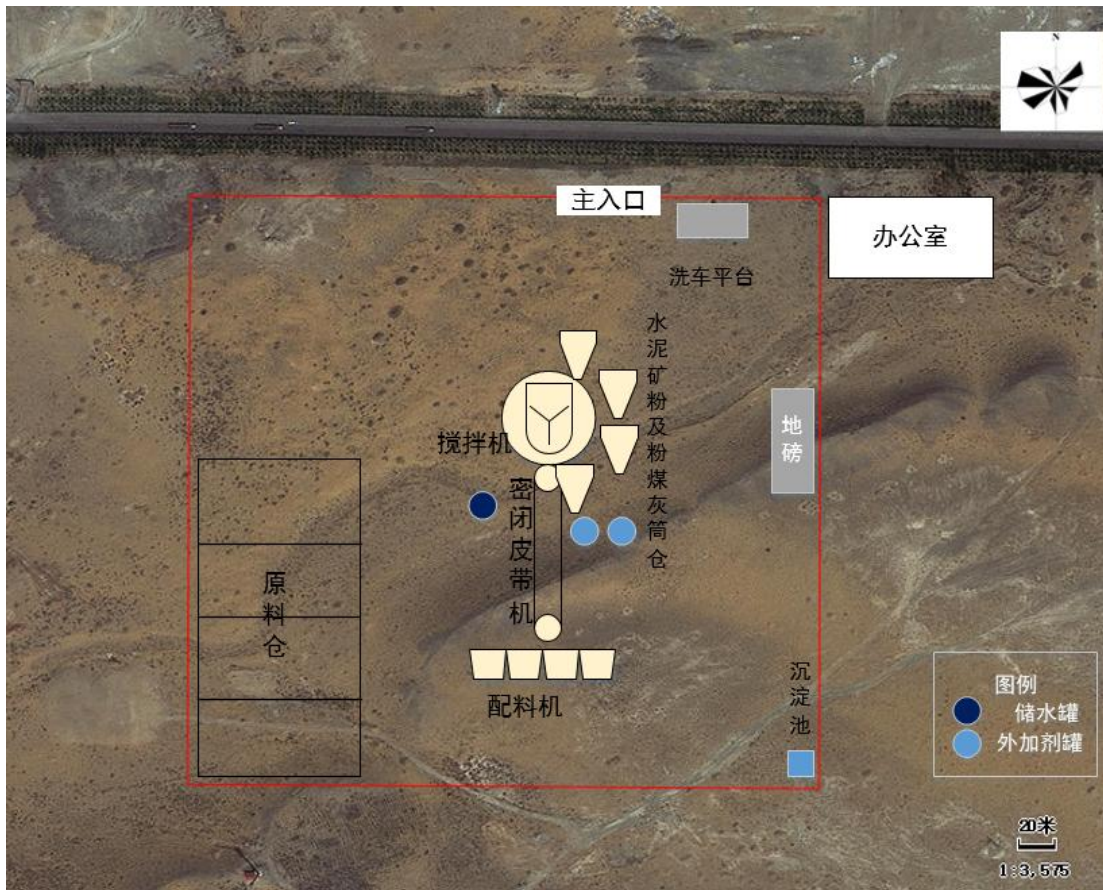 N
主入口
办公室
洗车平台
水泥矿粉及粉煤灰筒仓
地磅
搅拌机
密闭皮带机
原料仓
配料机
沉淀池
图例
储水罐
外加剂罐
20米
1:3,575